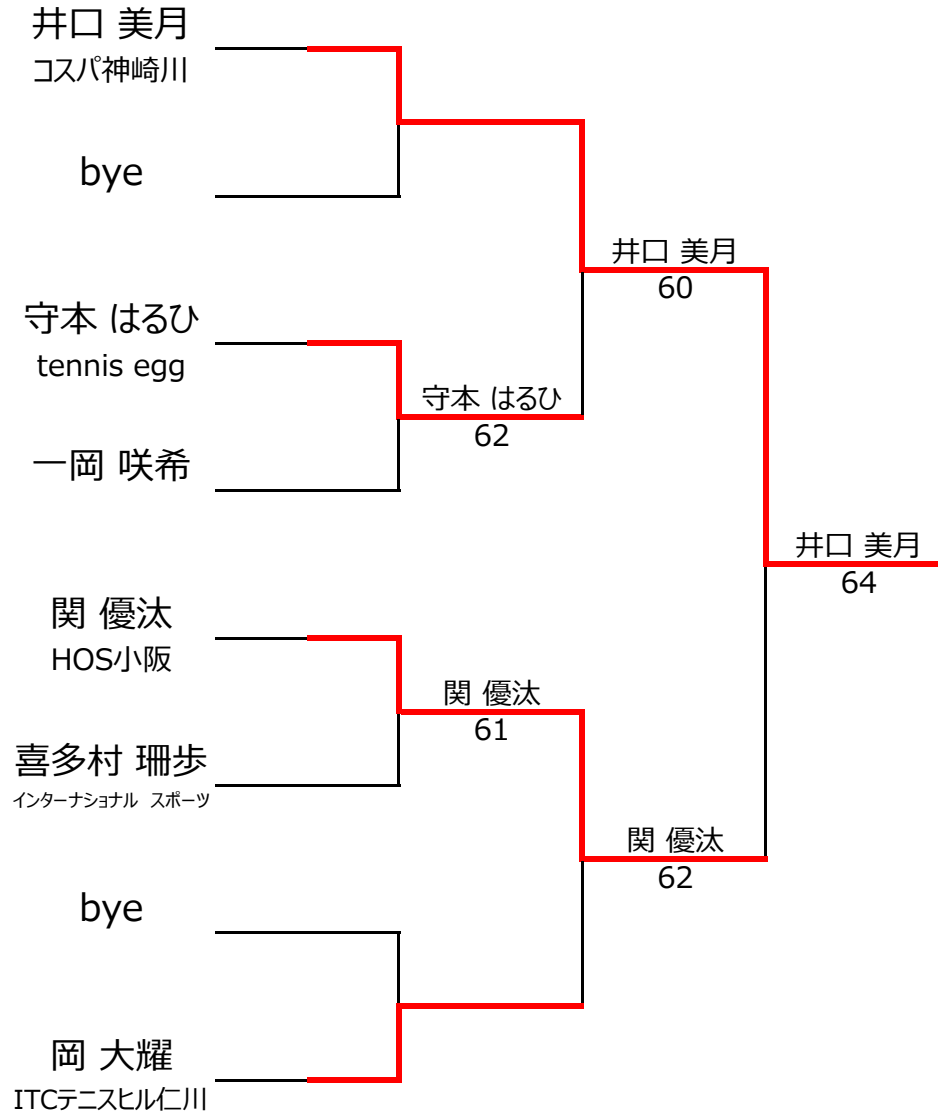 井口 美月
コスパ神崎川
bye
井口 美月
60
守本 はるひ
tennis egg
守本 はるひ
62
一岡 咲希
井口 美月
64
関 優汰
HOS小阪
関 優汰
61
喜多村 珊歩
インターナショナル スポーツ
関 優汰
62
bye
岡 大耀
ITCテニスヒル仁川